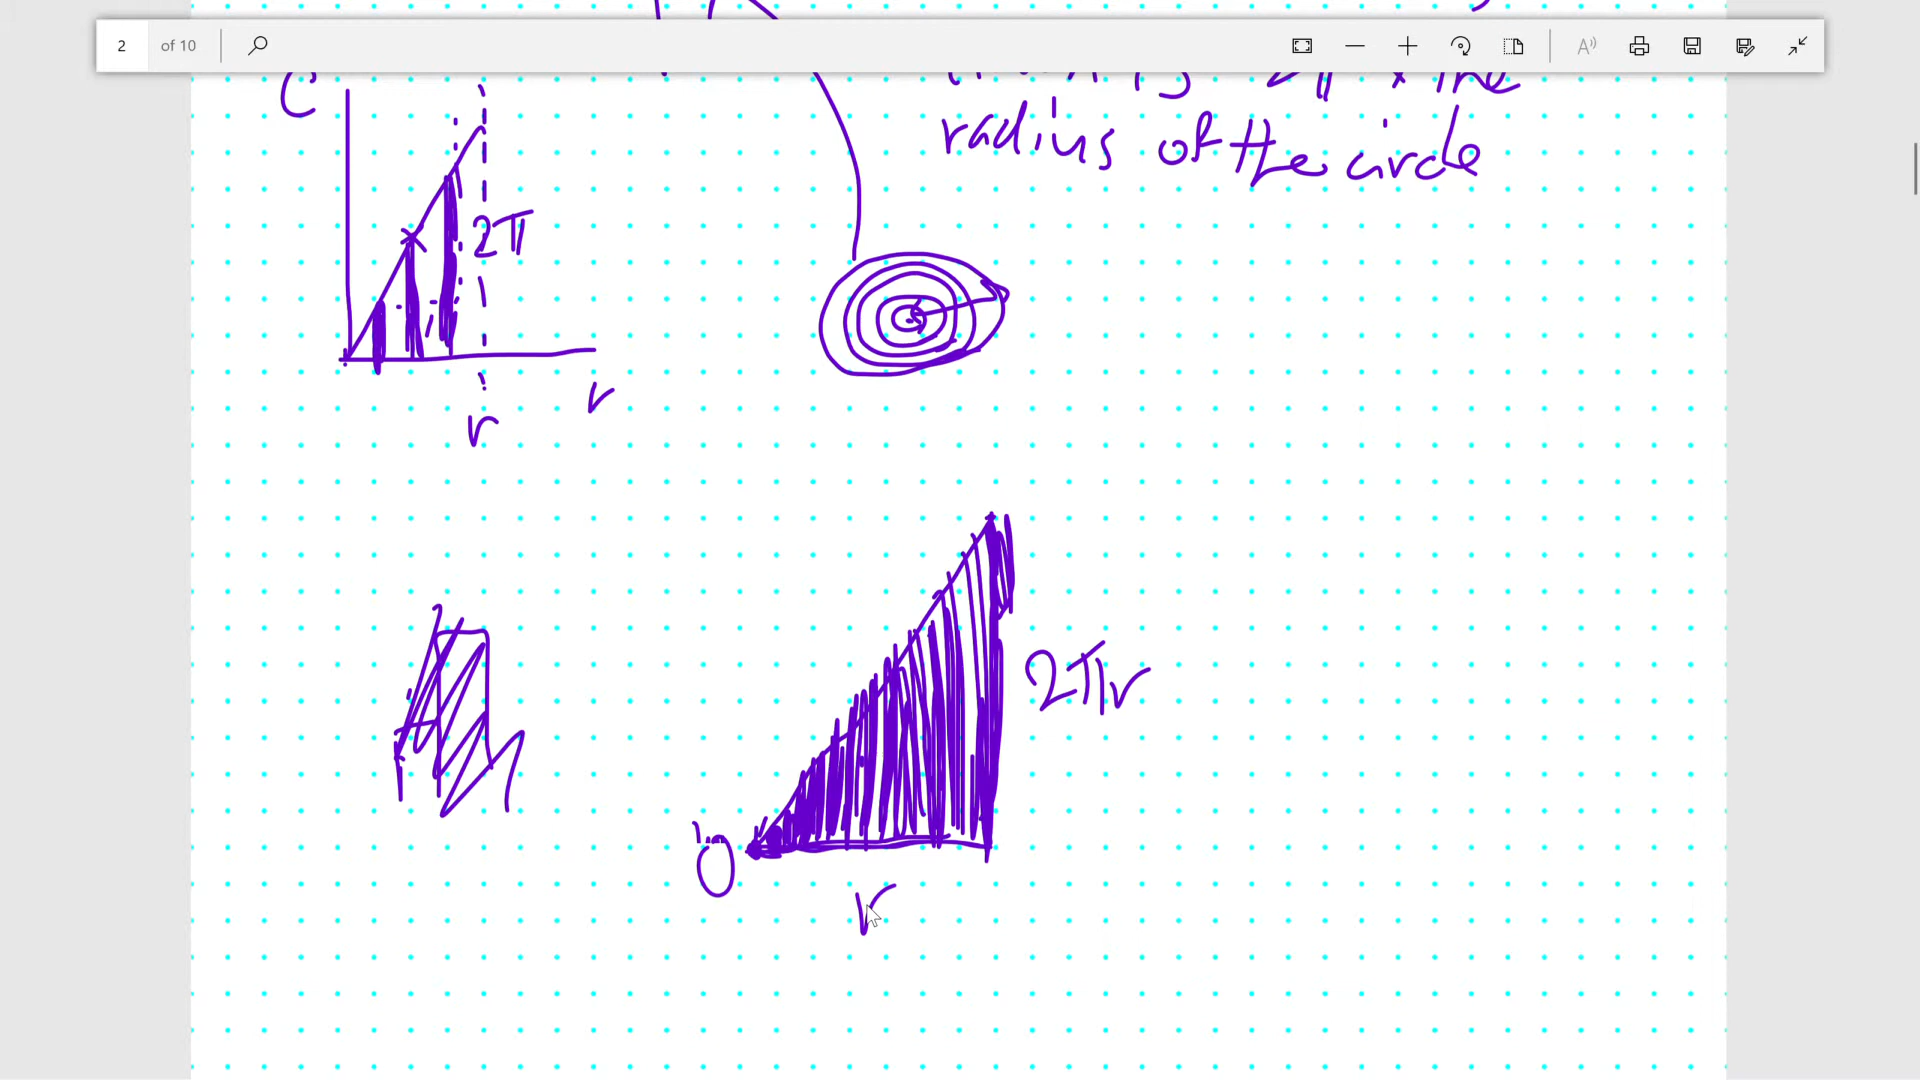 2 of 10
C
radius of the circle
2π
r
r
2πr
0
r